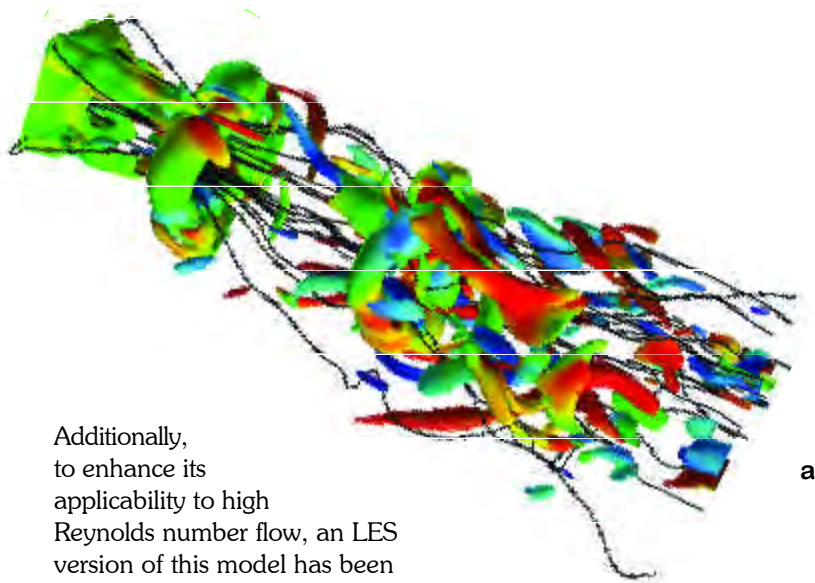 Additionally,
to enhance its
applicability to high
Reynolds number flow, an LES
version of this model has been
a